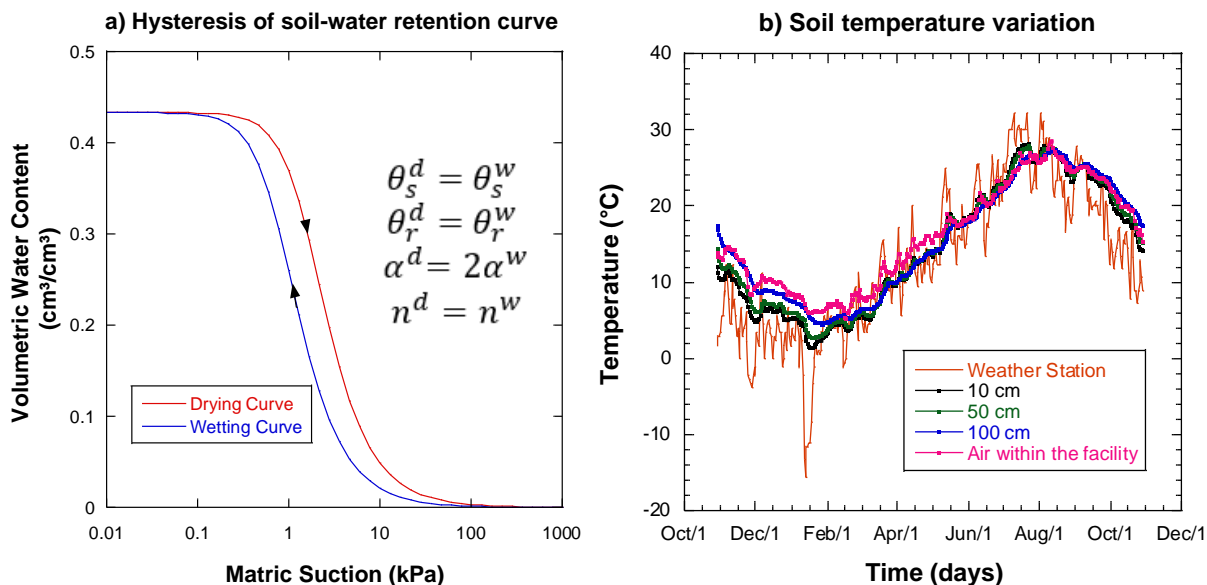 a) Hysteresis of soil-water retention curve
Volumetric Water Content
(cm³/cm³)
0.5
0.4
0.3
0.2
0.1
0
θ_s^d = θ_s^w
θ_r^d = θ_r^w
α^d = 2α^w
n^d = n^w
Drying Curve
Wetting Curve
0.01 0.1 1 10 100 1000
Matric Suction (kPa)
b) Soil temperature variation
Temperature (°C)
40
30
20
10
0
-10
-20
Weather Station
10 cm
50 cm
100 cm
Air within the facility
Oct/1 Dec/1 Feb/1 Apr/1 Jun/1 Aug/1 Oct/1 Dec/1
Time (days)